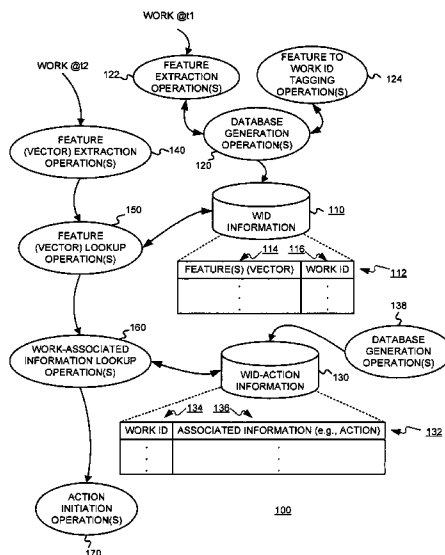 WORK @t1
WORK @t2
122
FEATURE
EXTRACTION
OPERATION(S)
FEATURE TO
WORK ID
TAGGING
OPERATION(S)
124
FEATURE
(VECTOR) EXTRACTION
OPERATION(S)
140
DATABASE
GENERATION
OPERATION(S)
120
150
FEATURE
(VECTOR) LOOKUP
OPERATION(S)
WID
INFORMATION
110
114
116
FEATURE(S) (VECTOR)
WORK ID
112
160
WORK-ASSOCIATED
INFORMATION LOOKUP
OPERATION(S)
138
DATABASE
GENERATION
OPERATION(S)
WID-ACTION
INFORMATION
130
134
136
WORK ID
ASSOCIATED INFORMATION (e.g., ACTION)
132
ACTION
INITIATION
OPERATION(S)
170
100